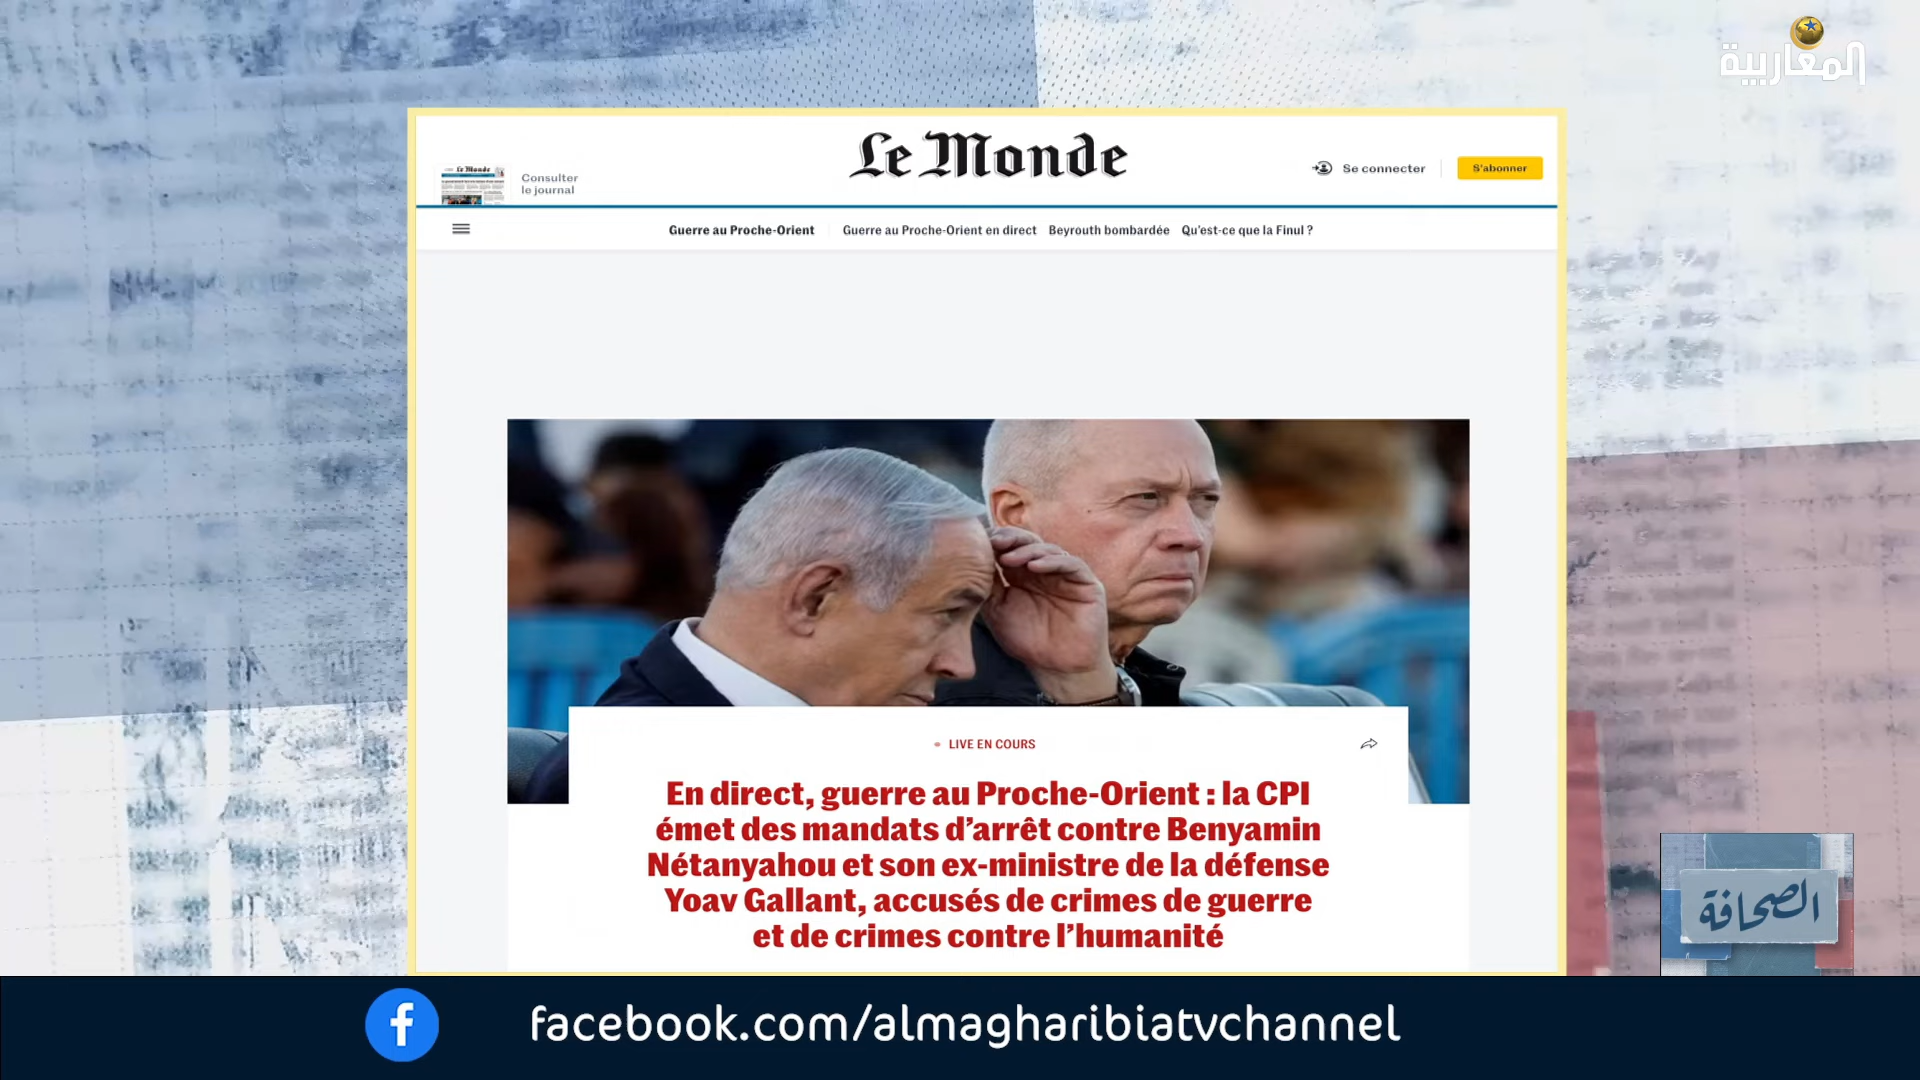 المغاربية
Le Monde
Le Monde
Consulter
le journal
Se connecter
S'abonner
Guerre au Proche-Orient
Guerre au Proche-Orient en direct
Beyrouth bombardée
Qu'est-ce que la Finul ?
LIVE EN COURS
En direct, guerre au Proche-Orient : la CPI
émet des mandats d'arrêt contre Benyamin
Nétanyahou et son ex-ministre de la défense
Yoav Gallant, accusés de crimes de guerre
et de crimes contre l'humanité
الصحافة
facebook.com/almagharibiatvchannel